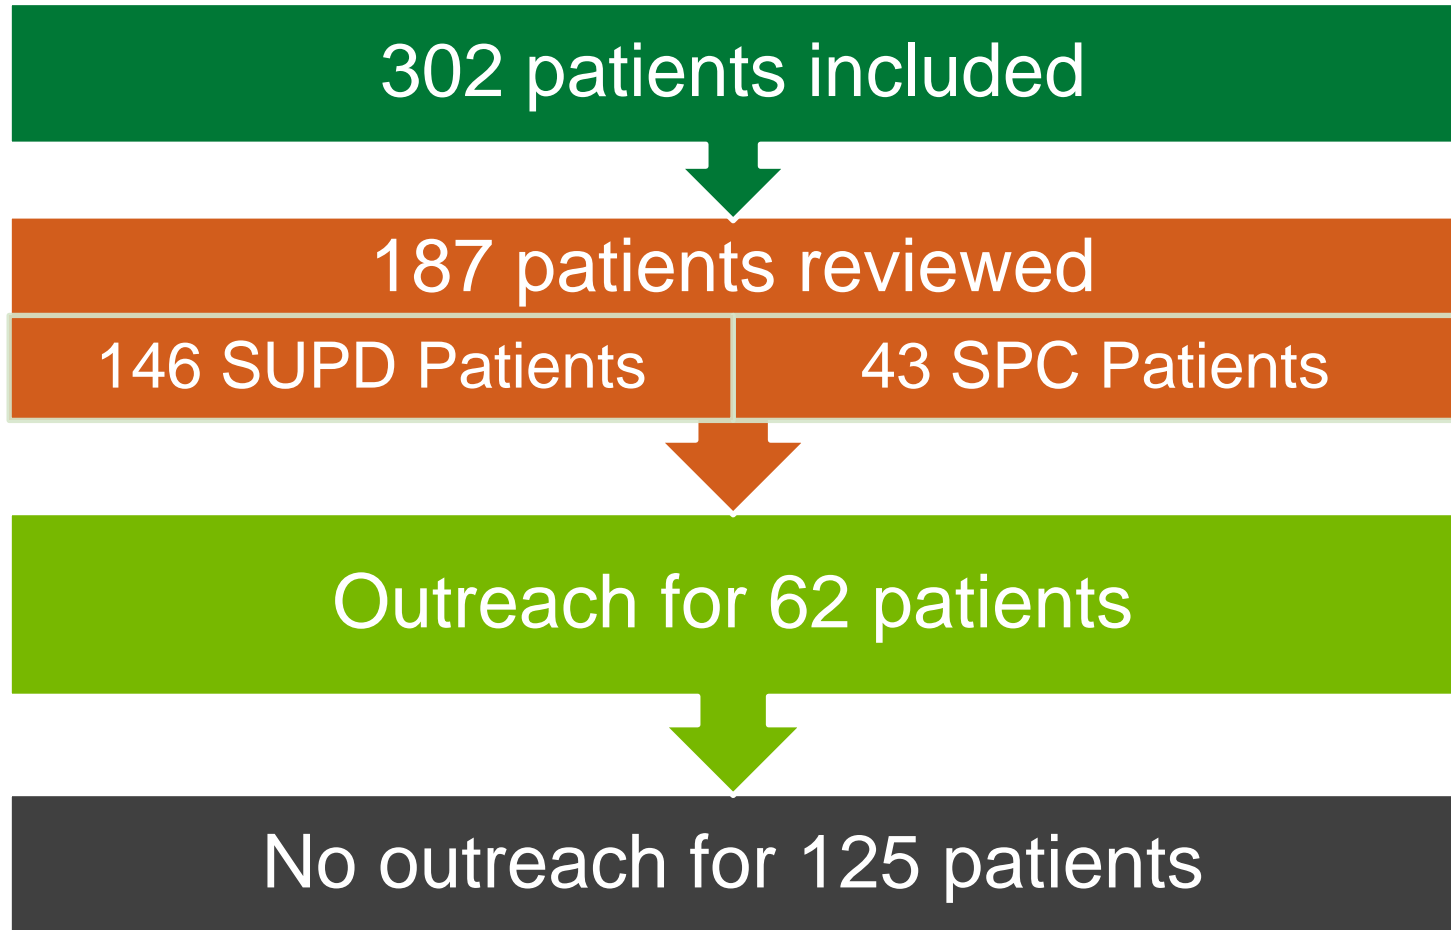 302 patients included
187 patients reviewed
146 SUPD Patients
43 SPC Patients
Outreach for 62 patients
No outreach for 125 patients